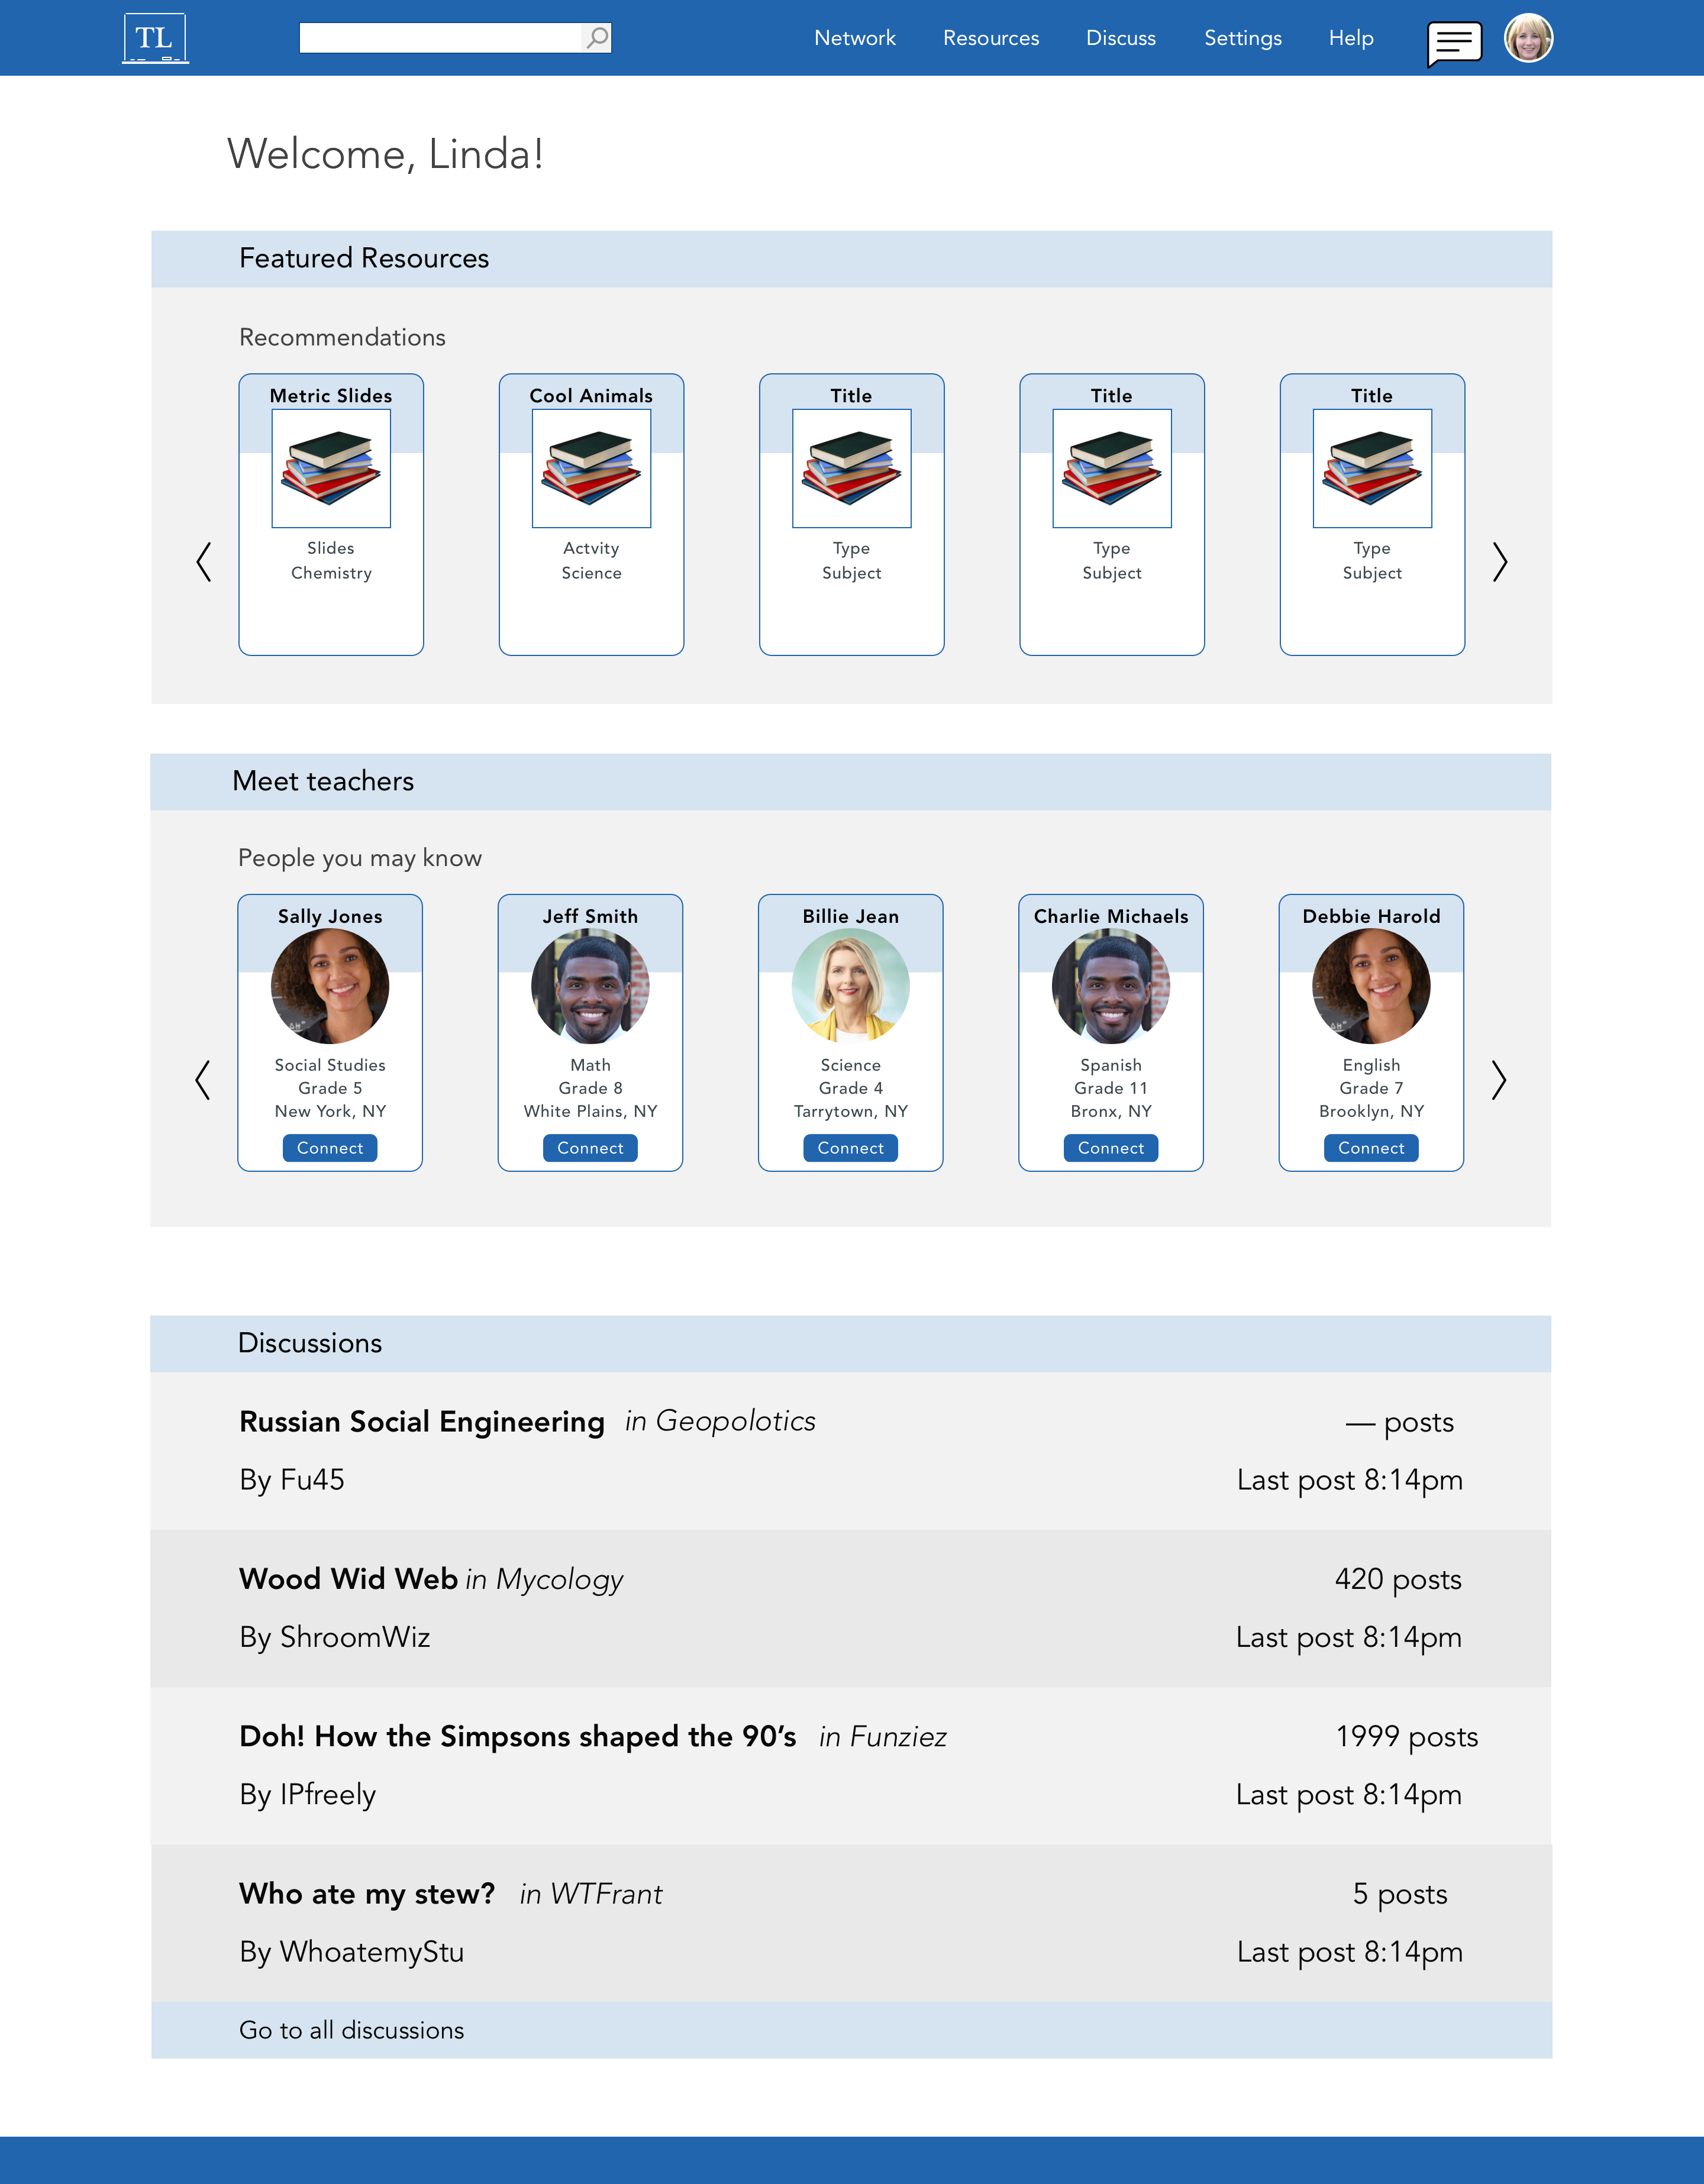 TL
Network Resources Discuss Settings Help
Welcome, Linda!
Featured Resources
Recommendations
Metric Slides
Slides
Chemistry
Cool Animals
Actvity
Science
Title
Type
Subject
Title
Type
Subject
Title
Type
Subject
Meet teachers
People you may know
Sally Jones
Social Studies
Grade 5
New York, NY
Connect
Jeff Smith
Math
Grade 8
White Plains, NY
Connect
Billie Jean
Science
Grade 4
Tarrytown, NY
Connect
Charlie Michaels
Spanish
Grade 11
Bronx, NY
Connect
Debbie Harold
English
Grade 7
Brooklyn, NY
Connect
Discussions
Russian Social Engineering in Geopolotics — posts
By Fu45 Last post 8:14pm
Wood Wid Web in Mycology 420 posts
By ShroomWiz Last post 8:14pm
Doh! How the Simpsons shaped the 90’s in Funziez 1999 posts
By IPfreely Last post 8:14pm
Who ate my stew? in WTFrant 5 posts
By WhoatemyStu Last post 8:14pm
Go to all discussions